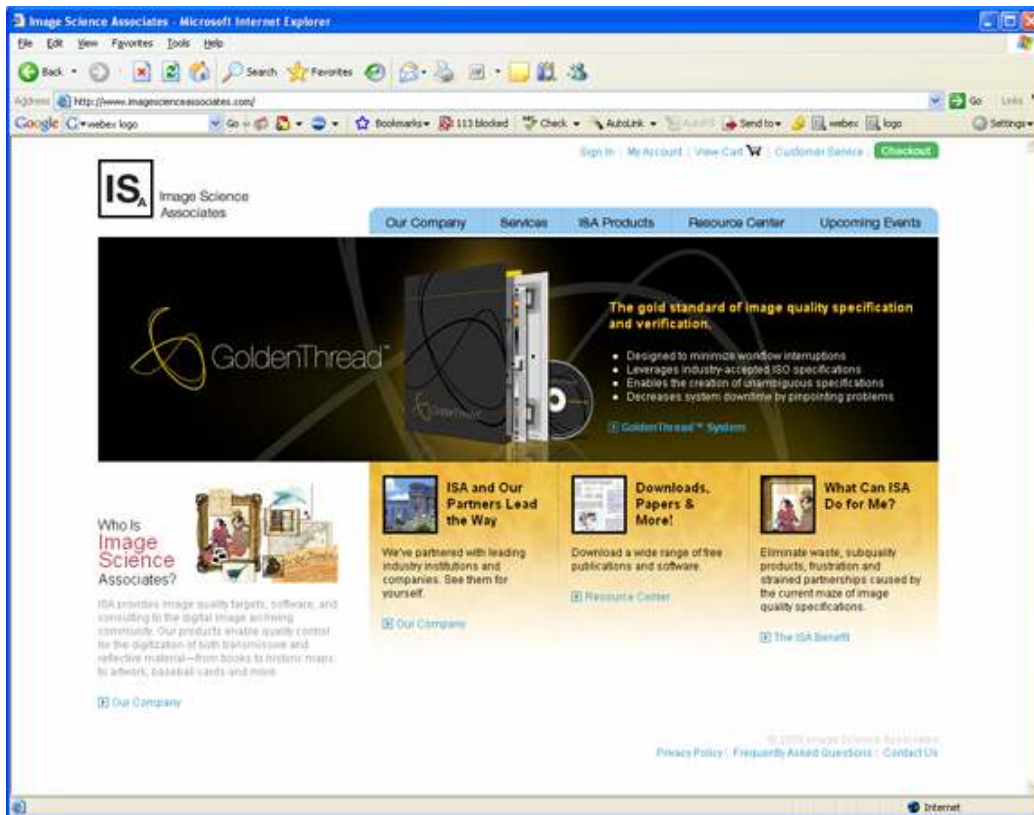 Image Science Associates - Microsoft Internet Explorer
File Edit View Favorites Tools Help
Back Search Favorites
Address http://www.imagescienceassociates.com/ Go Links
Google webex logo Go Bookmarks 113 blocked Check AutoLink Send to webex logo Settings
Sign In | My Account | View Cart | Customer Service | Checkout
ISA Image Science
Associates
Our Company Services ISA Products Resource Center Upcoming Events
GoldenThread™
GoldenThread
The gold standard of image quality specification
and verification.
Designed to minimize workflow interruptions
Leverages industry-accepted ISO specifications
Enables the creation of unambiguous specifications
Decreases system downtime by pinpointing problems
GoldenThread™ System
Who Is
Image
Science
Associates?
ISA provides image quality targets, software, and
consulting to the digital image archiving
community. Our products enable quality control
for the digitization of both transmissive and
reflective material—from books to historic maps
to artwork, baseball cards and more.
Our Company
ISA and Our
Partners Lead
the Way
We've partnered with leading
industry institutions and
companies. See them for
yourself.
Our Company
Downloads,
Papers &
More!
Download a wide range of free
publications and software.
Resource Center
What Can ISA
Do for Me?
Eliminate waste, subquality
products, frustration and
strained partnerships caused by
the current maze of image
quality specifications.
The ISA Benefit
Image Science Associates
Privacy Policy | Frequently Asked Questions | Contact Us
Internet